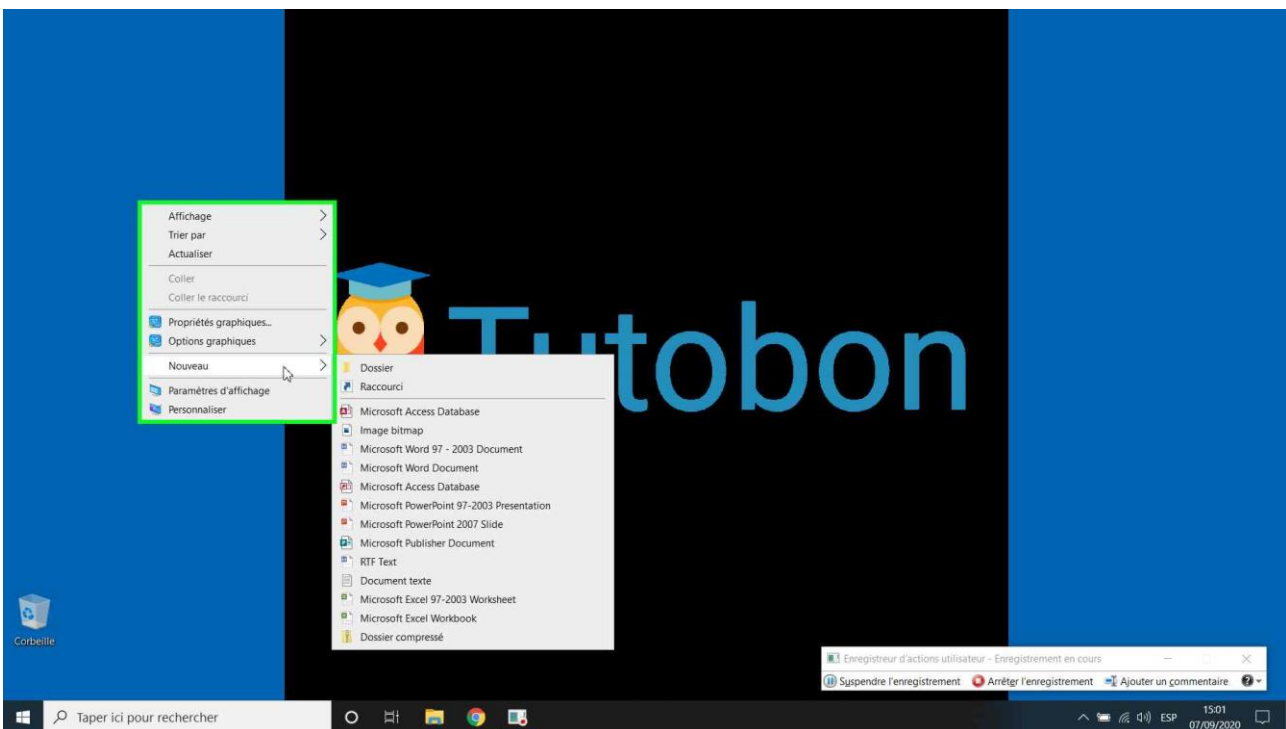 Affichage
Trier par
Actualiser
Coller
Coller le raccourci
Propriétés graphiques...
Options graphiques
Nouveau
Paramètres d'affichage
Personnaliser
Tutobon
Dossier
Raccourci
Microsoft Access Database
Image bitmap
Microsoft Word 97 - 2003 Document
Microsoft Word Document
Microsoft Access Database
Microsoft PowerPoint 97-2003 Presentation
Microsoft PowerPoint 2007 Slide
Microsoft Publisher Document
RTF Text
Document texte
Microsoft Excel 97-2003 Worksheet
Microsoft Excel Workbook
Dossier compressé
Corbeille
Enregistreur d'actions utilisateur - Enregistrement en cours
Suspendre l'enregistrement Arrêter l'enregistrement Ajouter un commentaire
Taper ici pour rechercher
ESP
15:01
07/09/2020